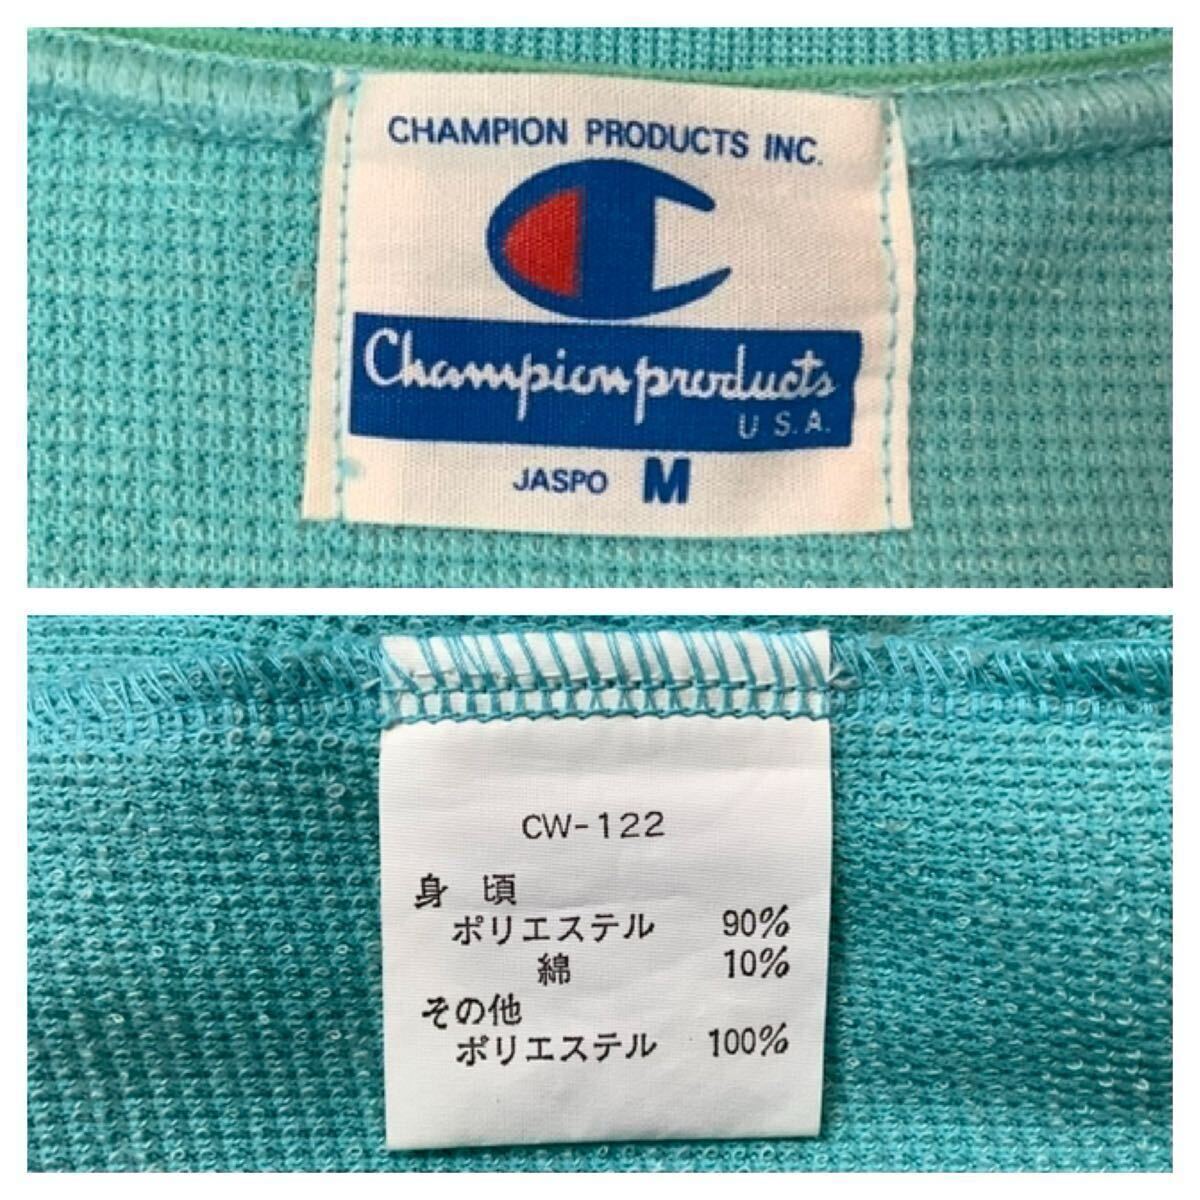 CHAMPION PRODUCTS INC.
Champion products
U.S.A.
JASPO M
CW-122
身 頃
ポリエステル 90%
綿 10%
その他
ポリエステル 100%